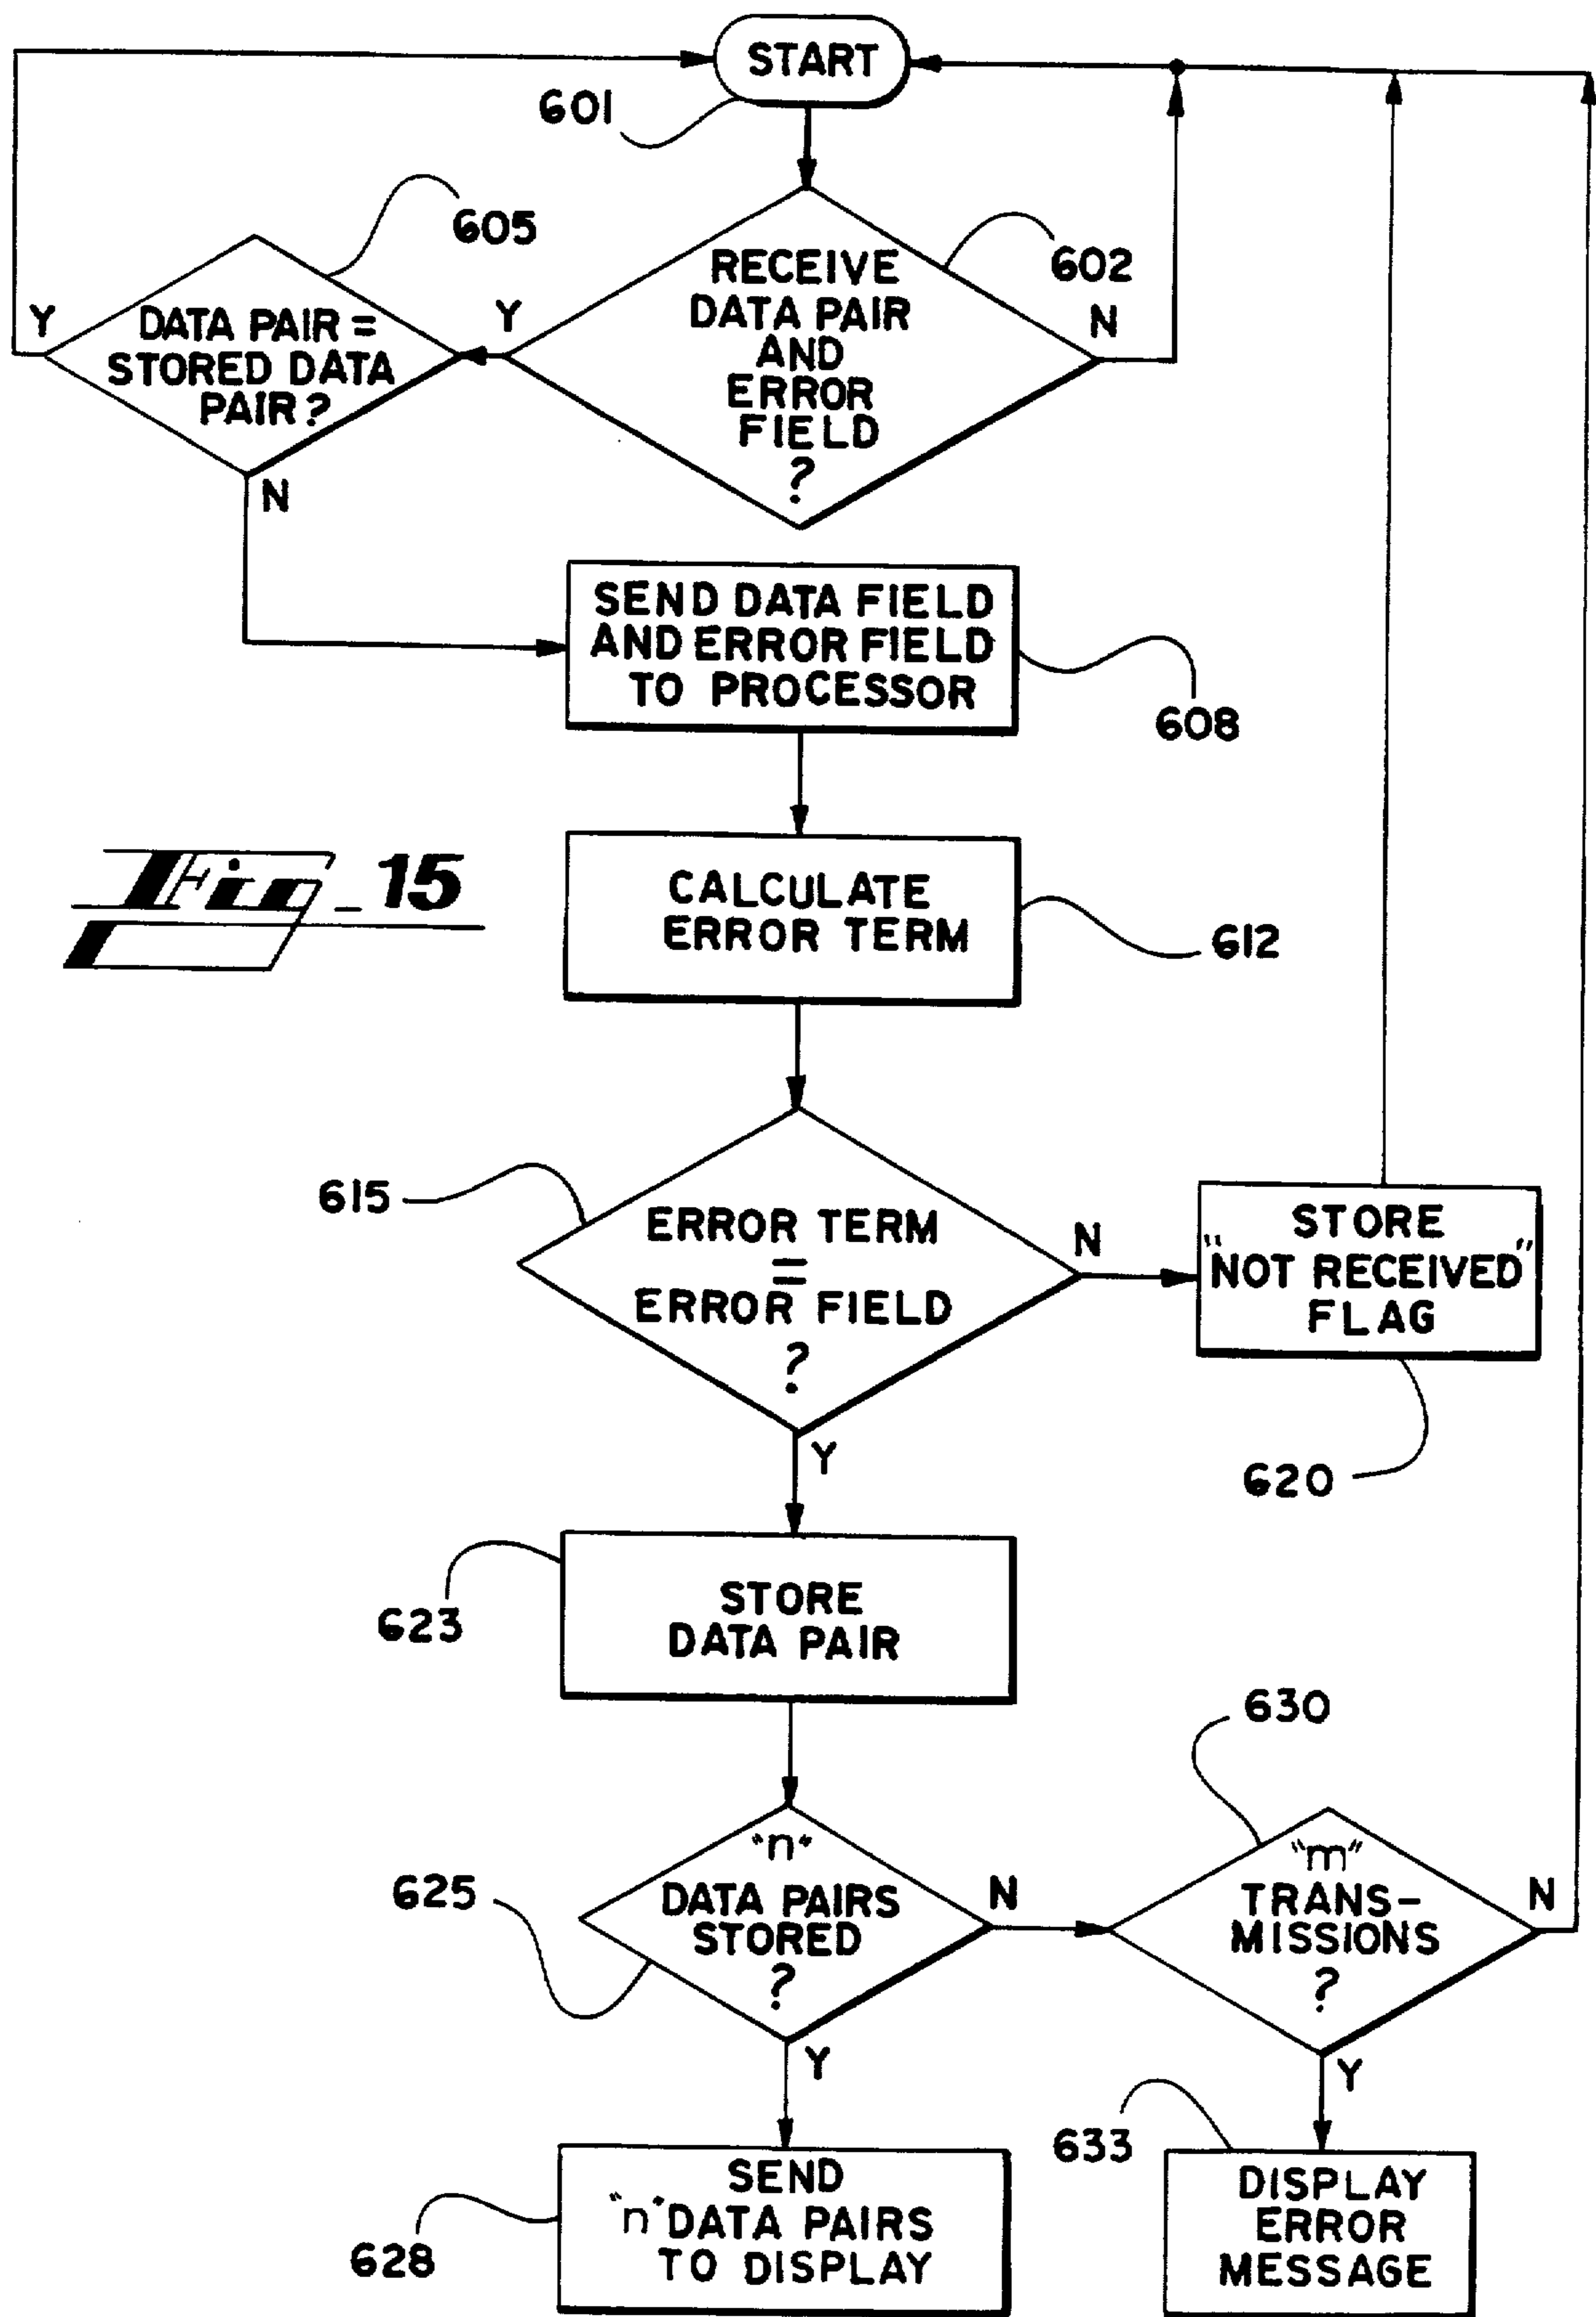 START
601
605
602
RECEIVE
DATA PAIR
AND
ERROR
FIELD
?
Y
N
Y
DATA PAIR =
STORED DATA
PAIR?
N
SEND DATA FIELD
AND ERROR FIELD
TO PROCESSOR
608
Fig_15
CALCULATE
ERROR TERM
612
615
ERROR TERM
=
ERROR FIELD
?
N
STORE
"NOT RECEIVED"
FLAG
620
Y
623
STORE
DATA PAIR
630
625
"n"
DATA PAIRS
STORED
?
N
"m"
TRANS-
MISSIONS
?
N
Y
Y
633
628
SEND
"n" DATA PAIRS
TO DISPLAY
DISPLAY
ERROR
MESSAGE